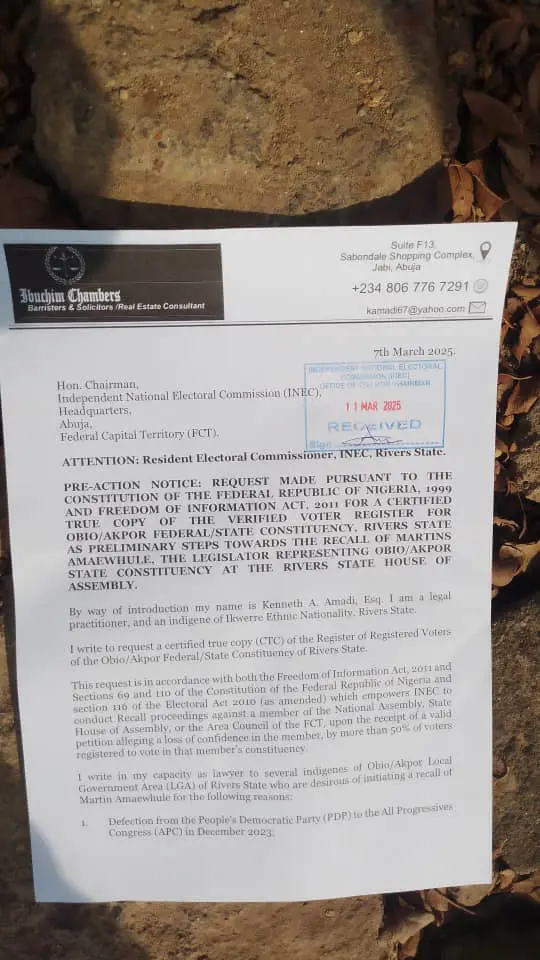 Ibuchim Chambers
Barristers & Solicitors /Real Estate Consultant
Suite F13,
Sabondale Shopping Complex,
Jabi, Abuja
+234 806 776 7291
kamadi67@yahoo.com
7th March 2025.
Hon. Chairman,
Independent National Electoral Commission (INEC),
Headquarters,
Abuja,
Federal Capital Territory (FCT).
INDEPENDENT NATIONAL ELECTORAL
COMMISSION (INEC)
OFFICE OF THE HON CHAIRMAN
11 MAR 2025
RECEIVED
Sign
ATTENTION: Resident Electoral Commissioner, INEC, Rivers State.
PRE-ACTION NOTICE: REQUEST MADE PURSUANT TO THE
CONSTITUTION OF THE FEDERAL REPUBLIC OF NIGERIA, 1999
AND FREEDOM OF INFORMATION ACT, 2011 FOR A CERTIFIED
TRUE COPY OF THE VERIFIED VOTER REGISTER FOR
OBIO/AKPOR FEDERAL/STATE CONSTITUENCY, RIVERS STATE
AS PRELIMINARY STEPS TOWARDS THE RECALL OF MARTINS
AMAEWHULE, THE LEGISLATOR REPRESENTING OBIO/AKPOR
STATE CONSTITUENCY AT THE RIVERS STATE HOUSE OF
ASSEMBLY.
By way of introduction my name is Kenneth A. Amadi, Esq. I am a legal
practitioner, and an indigene of Ikwerre Ethnic Nationality, Rivers State.
I write to request a certified true copy (CTC) of the Register of Registered Voters
of the Obio/Akpor Federal/State Constituency of Rivers State.
This request is in accordance with both the Freedom of Information Act, 2011 and
Sections 69 and 110 of the Constitution of the Federal Republic of Nigeria and
section 116 of the Electoral Act 2010 (as amended) which empowers INEC to
conduct Recall proceedings against a member of the National Assembly, State
House of Assembly, or the Area Council of the FCT, upon the receipt of a valid
petition alleging a loss of confidence in the member, by more than 50% of voters
registered to vote in that member's constituency.
I write in my capacity as lawyer to several indigenes of Obio/Akpor Local
Government Area (LGA) of Rivers State who are desirous of initiating a recall of
Martin Amaewhule for the following reasons:
1. Defection from the People's Democratic Party (PDP) to the All Progressives
Congress (APC) in December 2023;